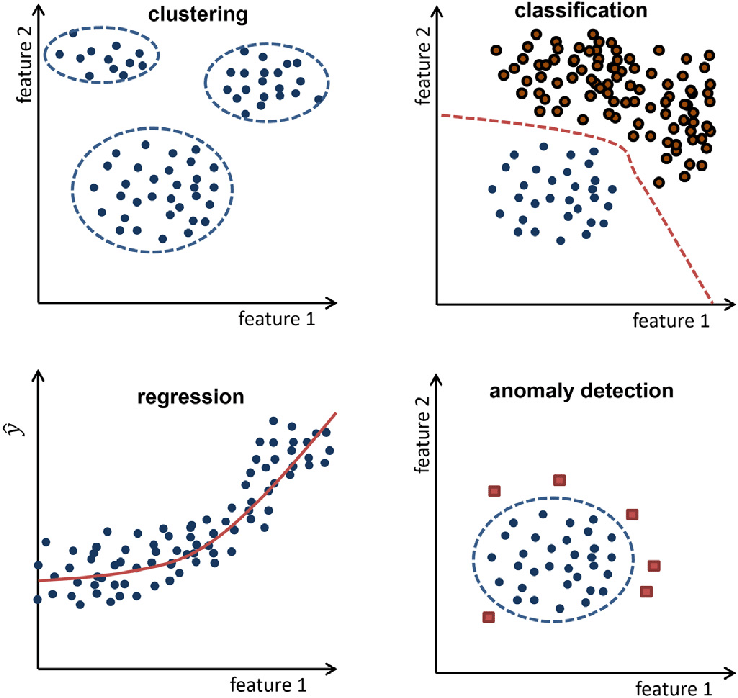 clustering
feature 2
feature 1
classification
feature 2
feature 1
regression
ŷ
feature 1
anomaly detection
feature 2
feature 1